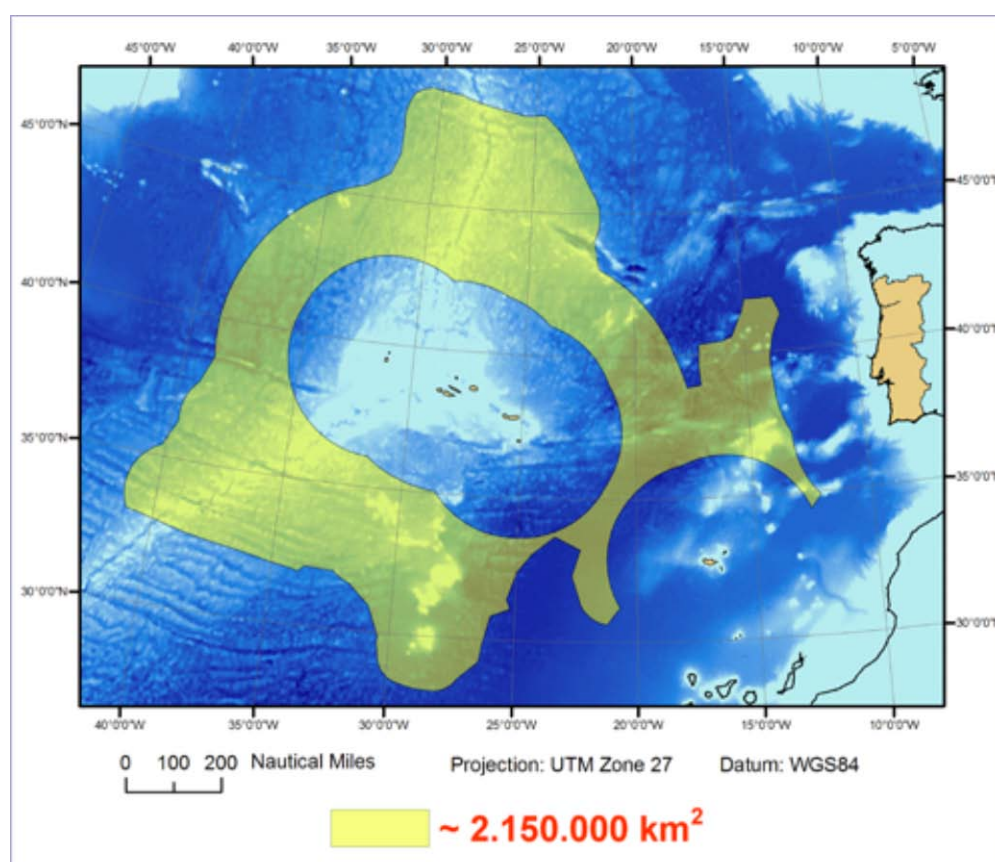 45°0'0"W 40°0'0"W 35°0'0"W 30°0'0"W 25°0'0"W 20°0'0"W 15°0'0"W 10°0'0"W 5°0'0"W
45°0'0"N
45°0'0"N
40°0'0"N
40°0'0"N
35°0'0"N
35°0'0"N
30°0'0"N
30°0'0"N
40°0'0"W 35°0'0"W 30°0'0"W 25°0'0"W 20°0'0"W 15°0'0"W 10°0'0"W
0 100 200 Nautical Miles Projection: UTM Zone 27 Datum: WGS84
~ 2.150.000 km²